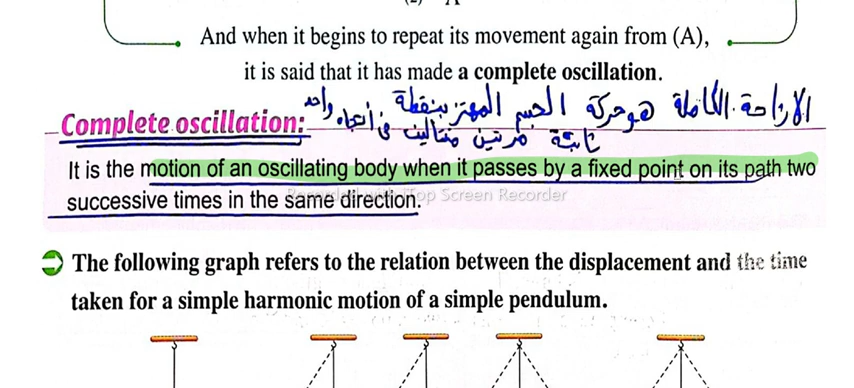 And when it begins to repeat its movement again from (A),
it is said that it has made a complete oscillation.
هو حركة الجسم المهتز بنقطة
Complete oscillation:
ثابتة مرتين متتاليتين في اتجاه واحد
It is the motion of an oscillating body when it passes by a fixed point on its path two
successive times in the same direction.
Top Screen Recorder
The following graph refers to the relation between the displacement and the time
taken for a simple harmonic motion of a simple pendulum.